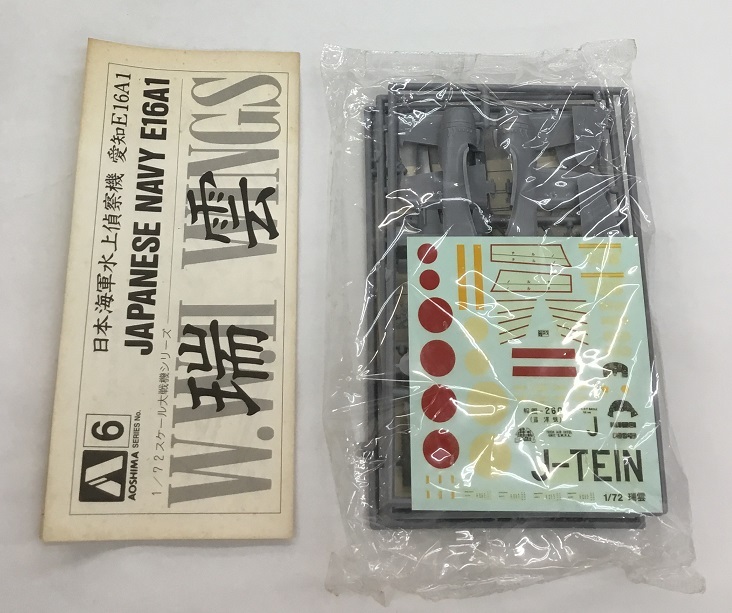 日本海軍水上偵察機 愛知E16A1
JAPANESE NAVY E16A1
W.W.II WINGS
瑞雲
1/72スケール大戦機シリーズ
6
AOSHIMA SERIES No.
J
J-TEIN
1/72 瑞雲